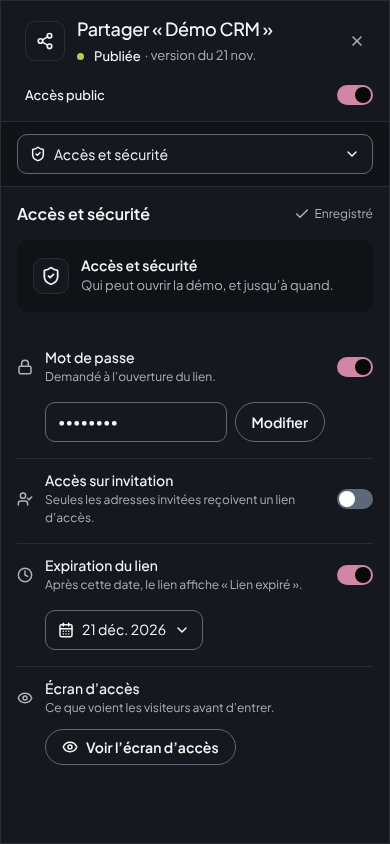 Partager « Démo CRM »
Publiée · version du 21 nov.
Accès public
Accès et sécurité
Accès et sécurité
Enregistré
Accès et sécurité
Qui peut ouvrir la démo, et jusqu’à quand.
Mot de passe
Demandé à l’ouverture du lien.
••••••••
Modifier
Accès sur invitation
Seules les adresses invitées reçoivent un lien
d’accès.
Expiration du lien
Après cette date, le lien affiche « Lien expiré ».
21 déc. 2026
Écran d’accès
Ce que voient les visiteurs avant d’entrer.
Voir l’écran d’accès